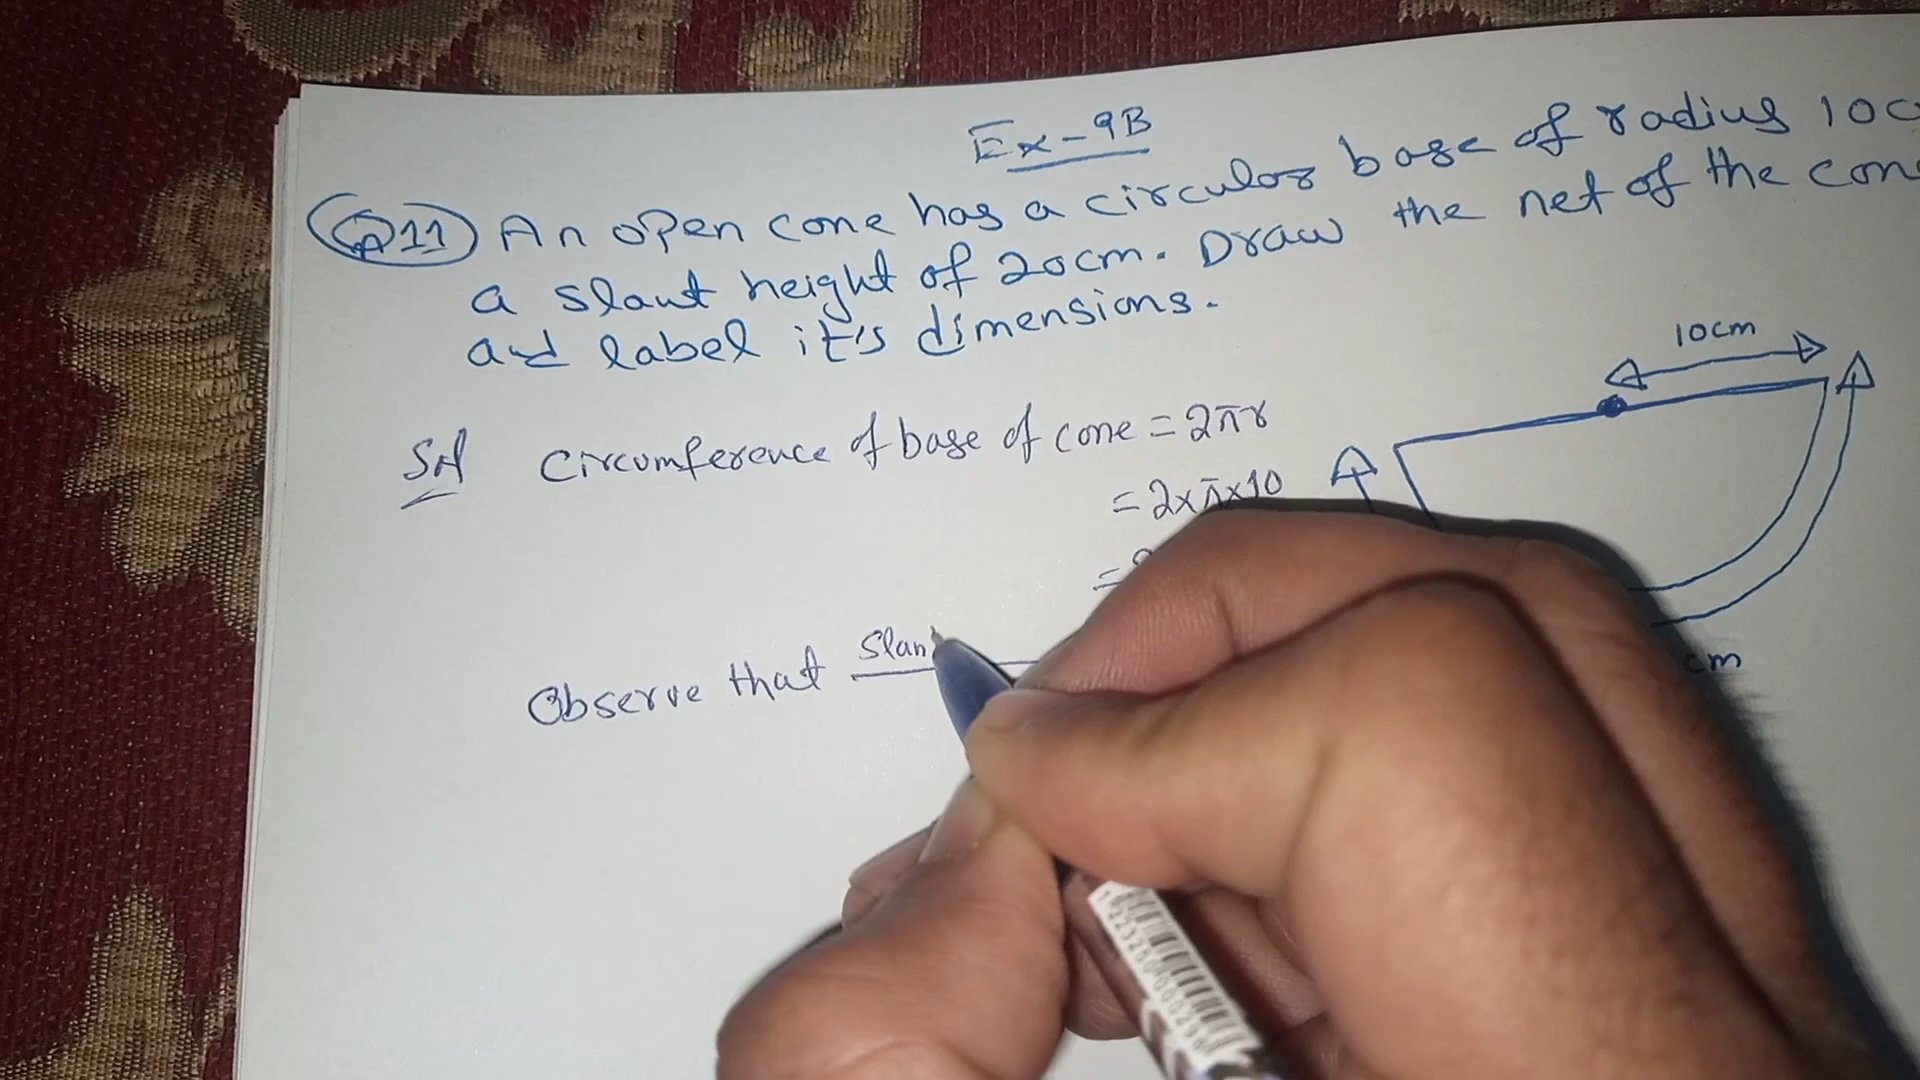 Ex-9B
Q11 An open cone has a circular base of radius 10c
a slant height of 20cm. Draw the net of the con
and label it's dimensions.
10cm
Sol Circumference of base of cone = 2πr
= 2×π×10
=
Observe that Slan
cm